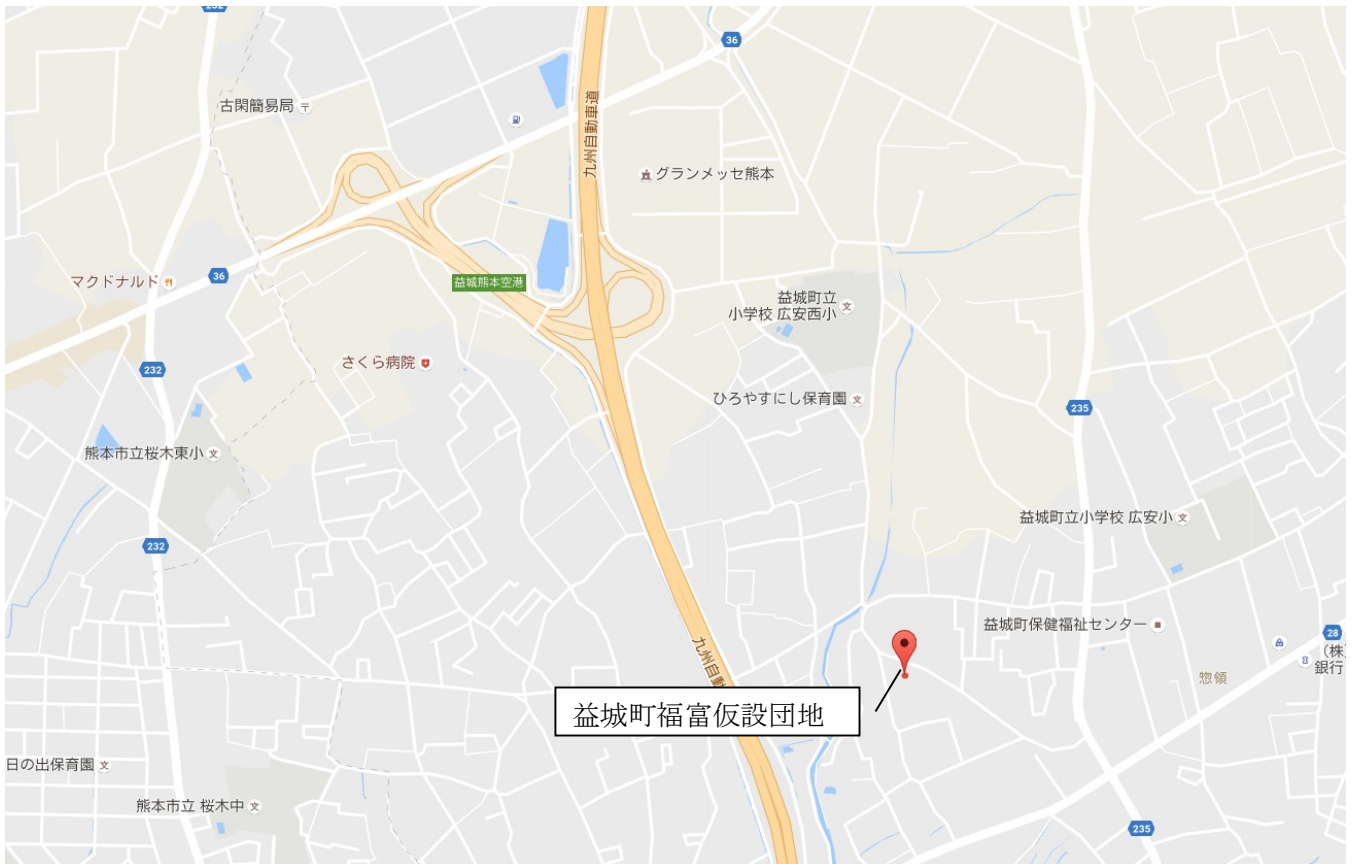 232
36
古閑簡易局
九州自動車道
グランメッセ熊本
マクドナルド
36
益城熊本空港
益城町立
小学校 広安西小
さくら病院
232
ひろやすにし保育園
235
熊本市立桜木東小
益城町立小学校 広安小
232
益城町保健福祉センター
28
(株)
銀行
九州自動
惣領
益城町福富仮設団地
日の出保育園
熊本市立 桜木中
235